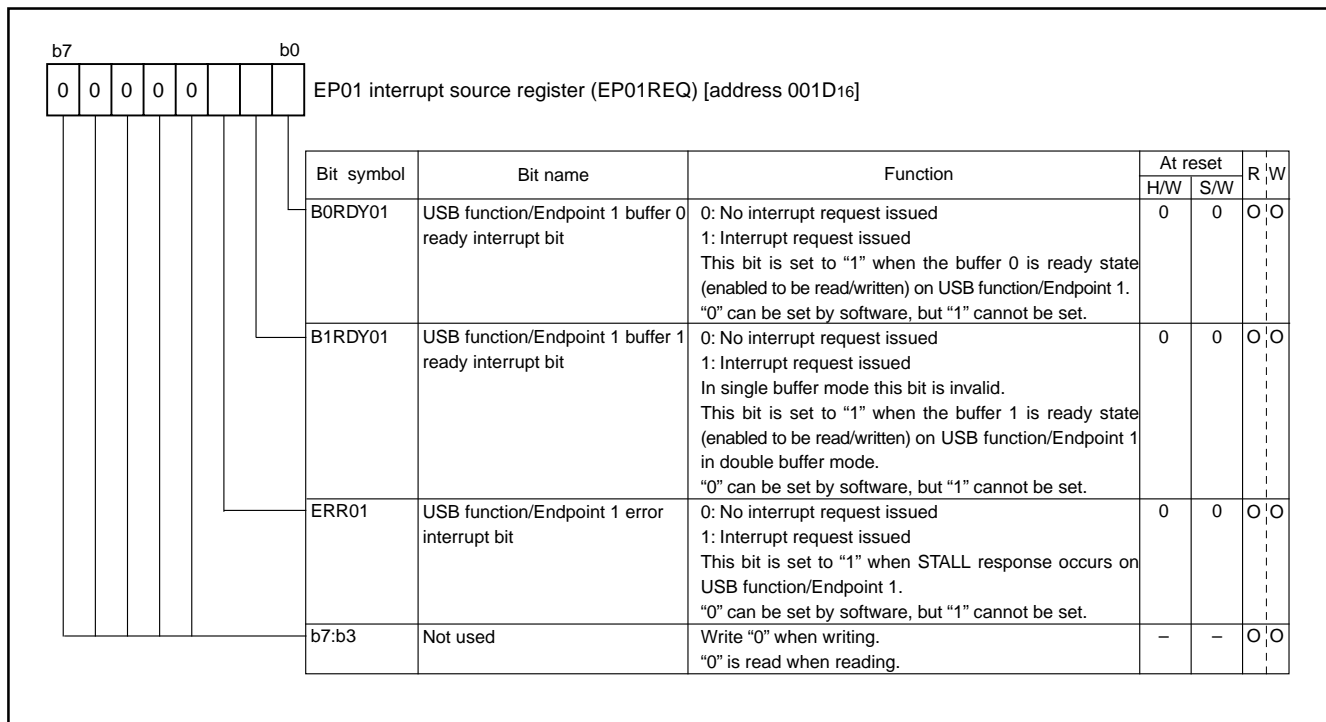 b7 b0
0 0 0 0 0 EP01 interrupt source register (EP01REQ) [address 001D16]
Bit symbol Bit name Function At reset R W
H/W S/W
B0RDY01 USB function/Endpoint 1 buffer 0 0: No interrupt request issued 0 0 O O
ready interrupt bit 1: Interrupt request issued
This bit is set to “1” when the buffer 0 is ready state
(enabled to be read/written) on USB function/Endpoint 1.
“0” can be set by software, but “1” cannot be set.
B1RDY01 USB function/Endpoint 1 buffer 1 0: No interrupt request issued 0 0 O O
ready interrupt bit 1: Interrupt request issued
In single buffer mode this bit is invalid.
This bit is set to “1” when the buffer 1 is ready state
(enabled to be read/written) on USB function/Endpoint 1
in double buffer mode.
“0” can be set by software, but “1” cannot be set.
ERR01 USB function/Endpoint 1 error 0: No interrupt request issued 0 0 O O
interrupt bit 1: Interrupt request issued
This bit is set to “1” when STALL response occurs on
USB function/Endpoint 1.
“0” can be set by software, but “1” cannot be set.
b7:b3 Not used Write “0” when writing. – – O O
“0” is read when reading.